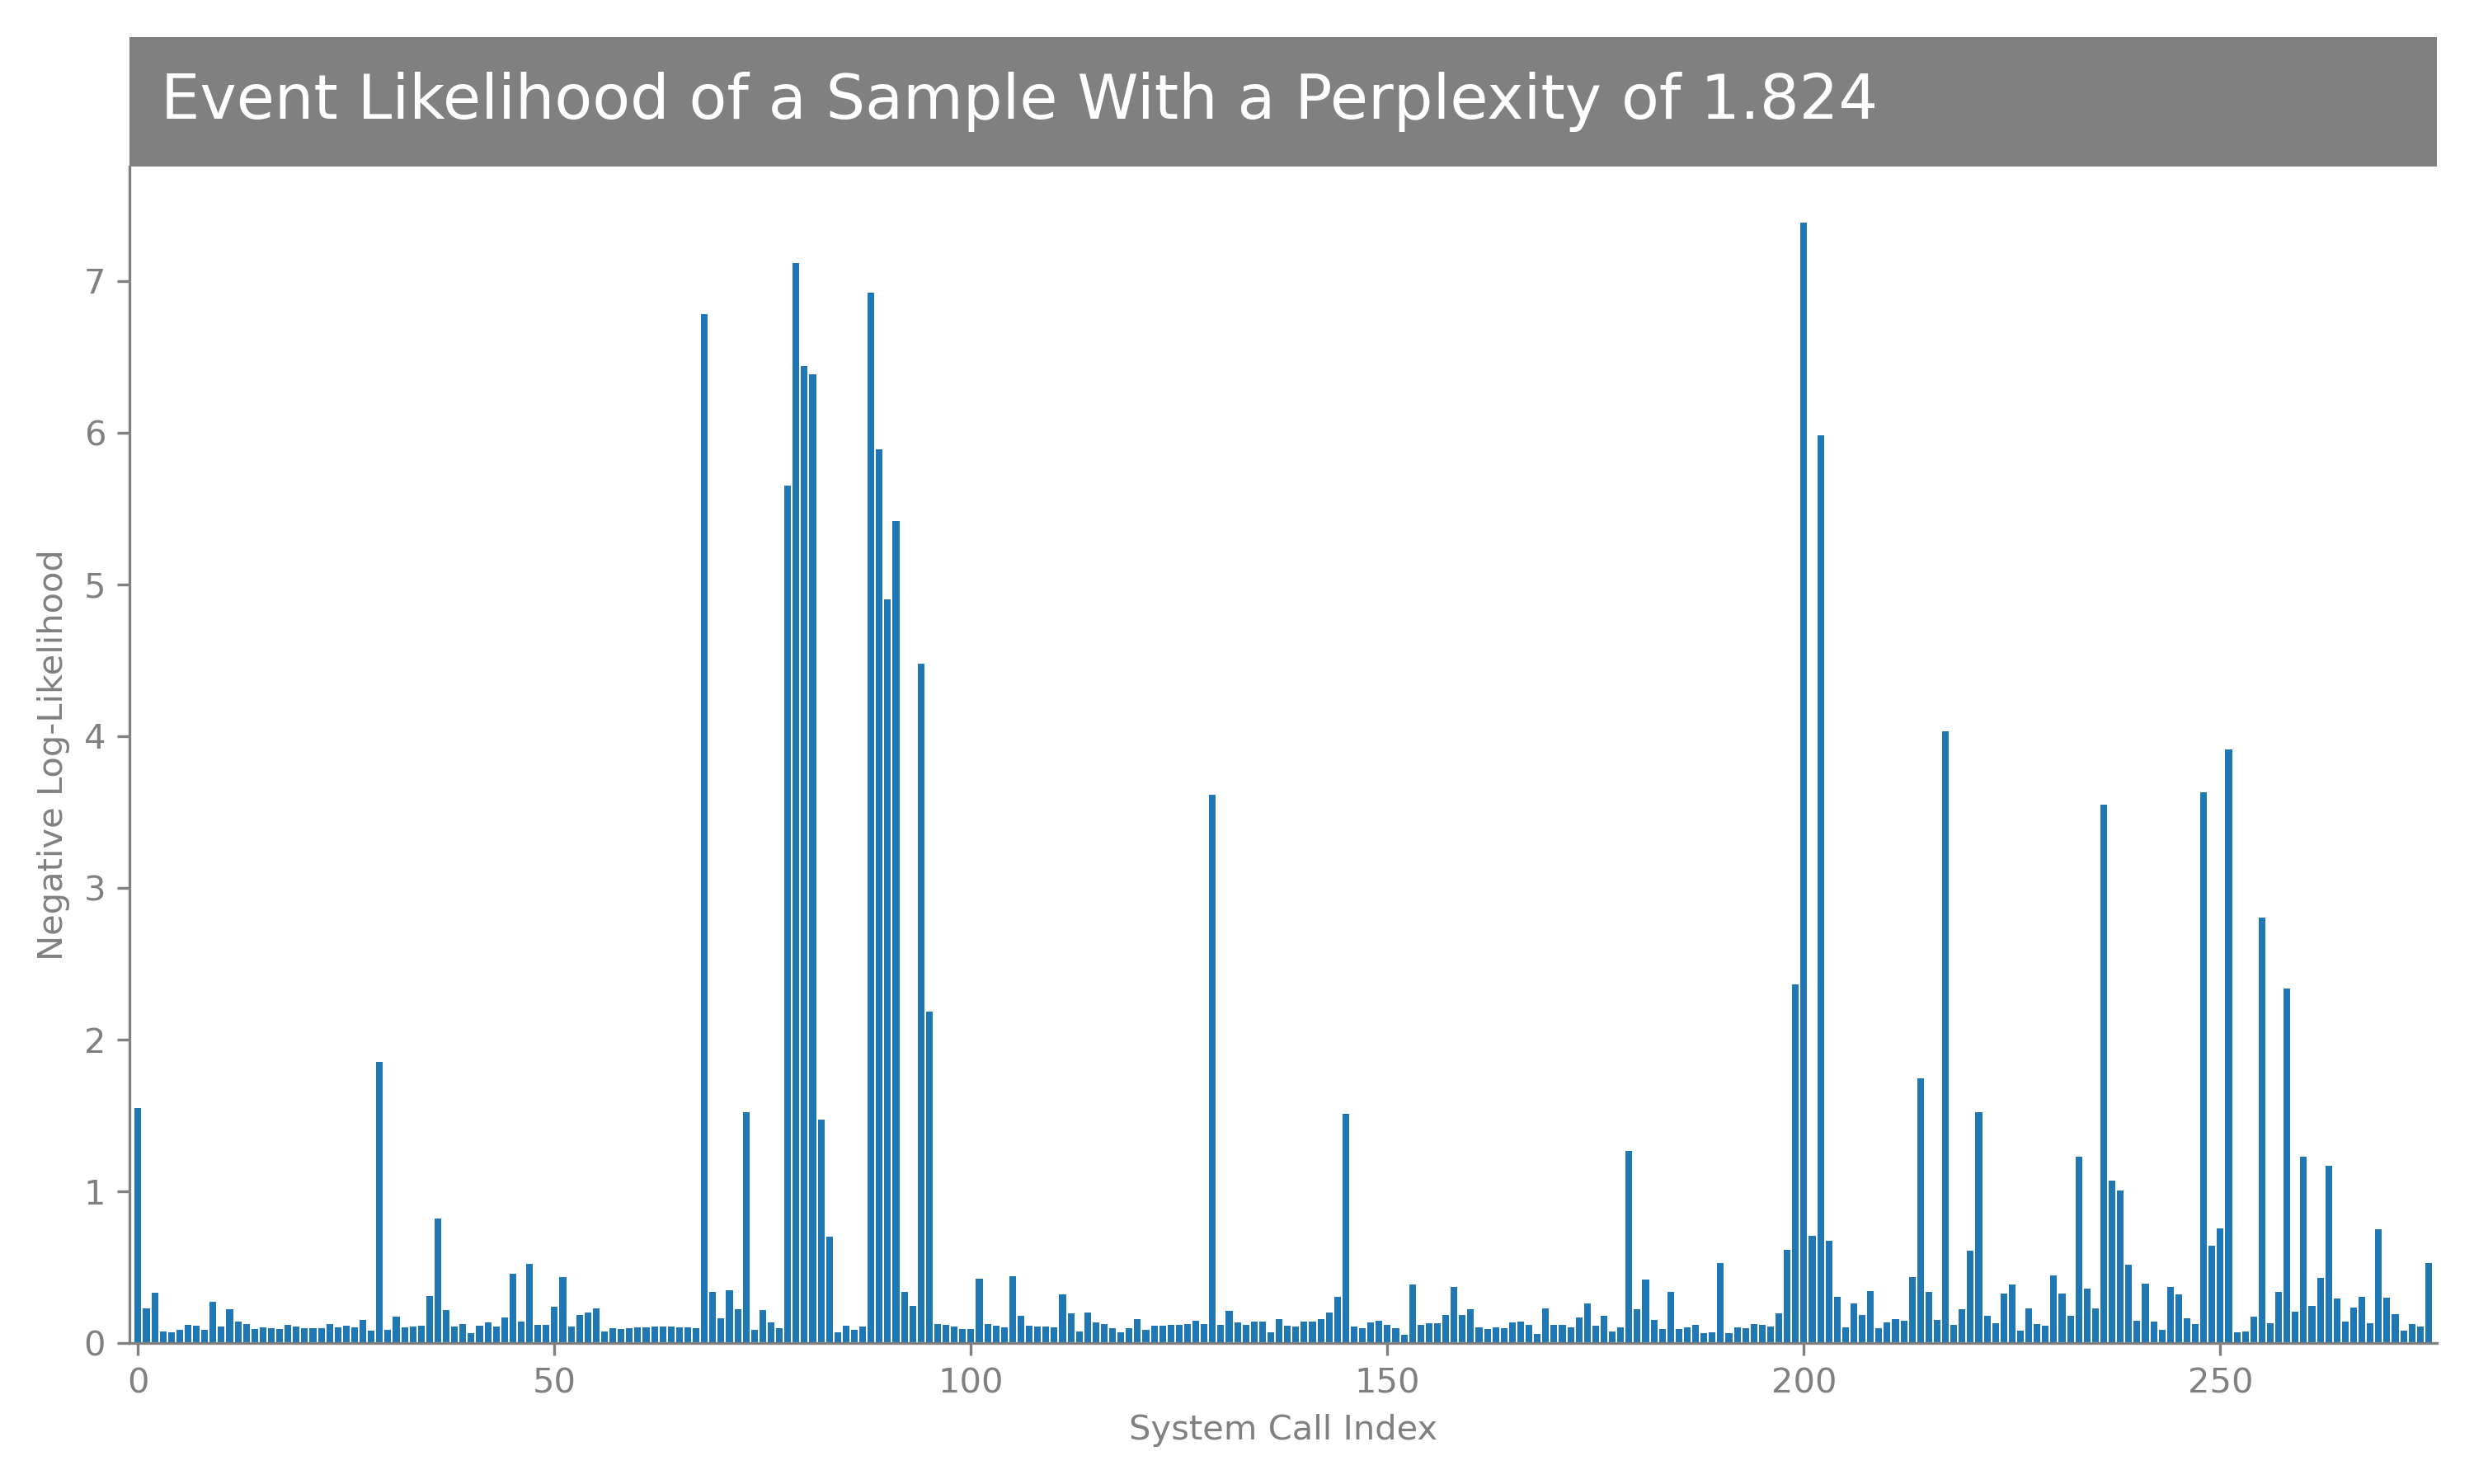 Event Likelihood of a Sample With a Perplexity of 1.824
7
6
5
4
3
2
1
0
Negative Log-Likelihood
0 50 100 150 200 250
System Call Index